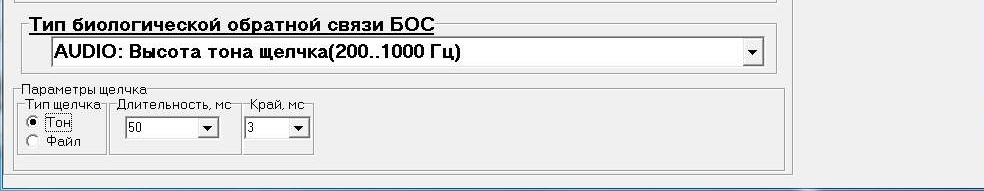 Тип биологической обратной связи БОС
AUDIO: Высота тона щелчка(200..1000 Гц)
Параметры щелчка
Тип щелчка Длительность, мс Край, мс
Тон 50 3
Файл